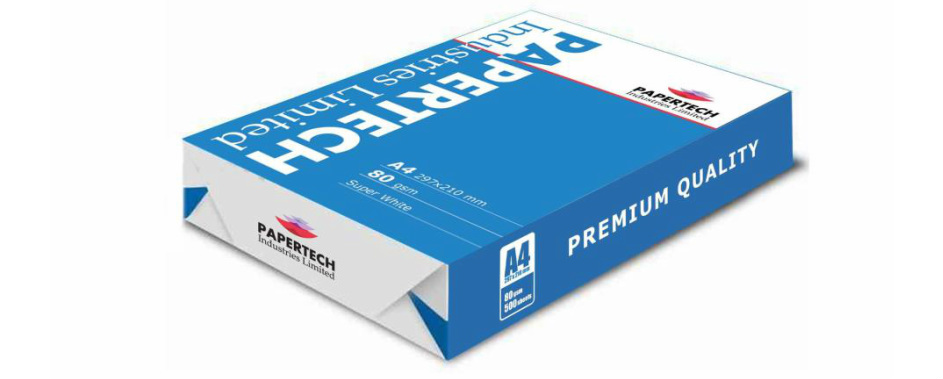 PAPERTECH
Industries Limited
PAPERTECH
Industries Limited
A4 297x210 mm
80 gsm
Super White
PAPERTECH
Industries Limited
A4
80 gsm
500 sheets
PREMIUM QUALITY